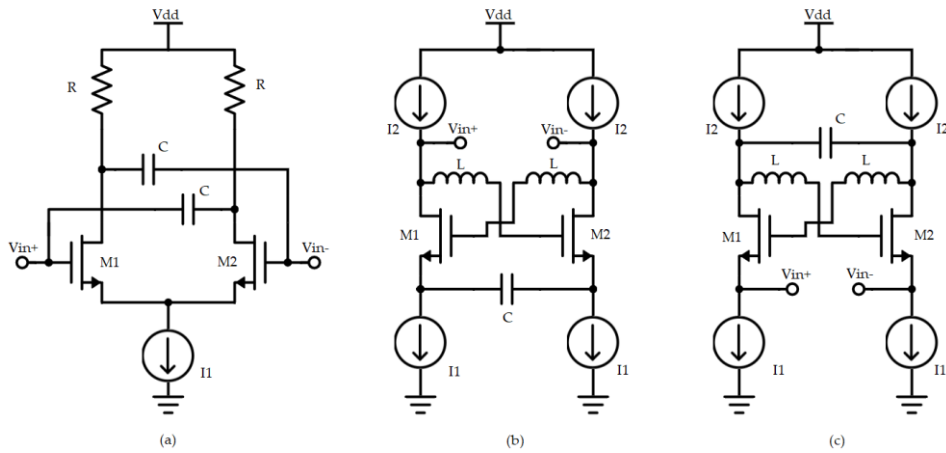 Vdd
R
R
C
C
Vin+
M1
M2
Vin-
I1
(a)
Vdd
I2
Vin+
Vin-
I2
L
L
M1
M2
C
I1
I1
(b)
Vdd
I2
C
I2
L
L
M1
M2
Vin+
Vin-
I1
I1
(c)